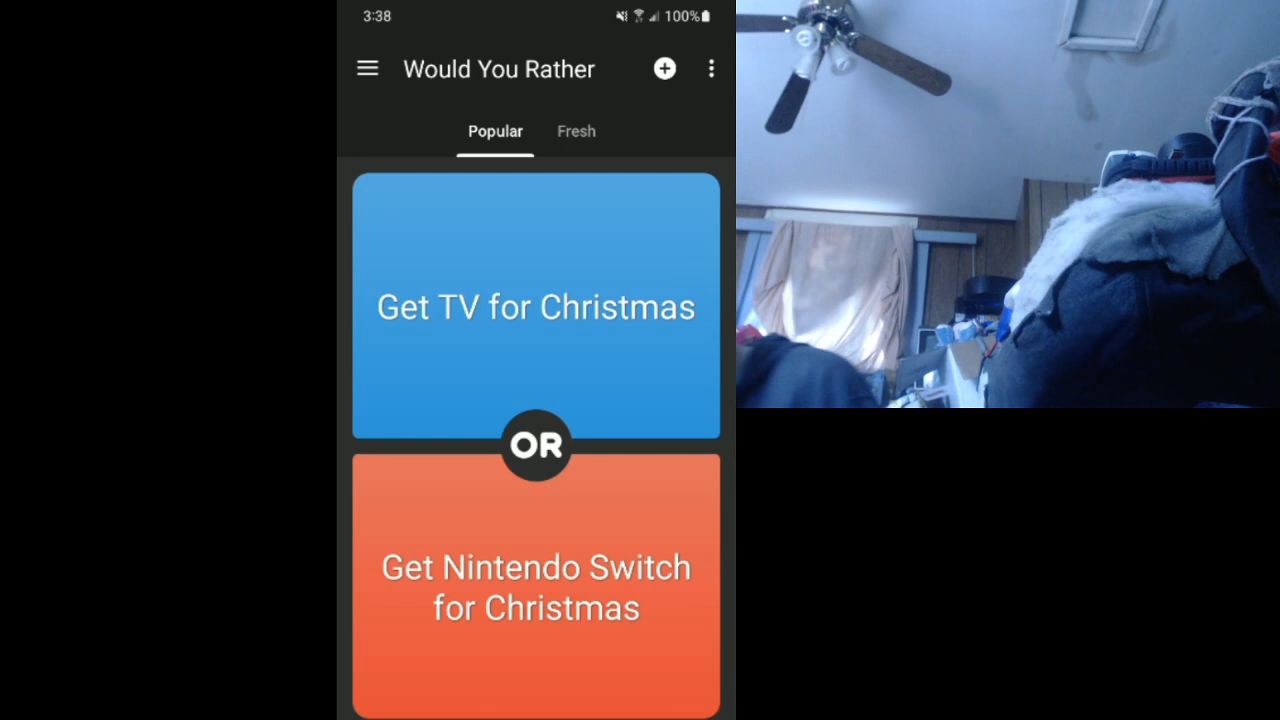 3:38
100%
Would You Rather
Popular
Fresh
Get TV for Christmas
OR
Get Nintendo Switch
for Christmas